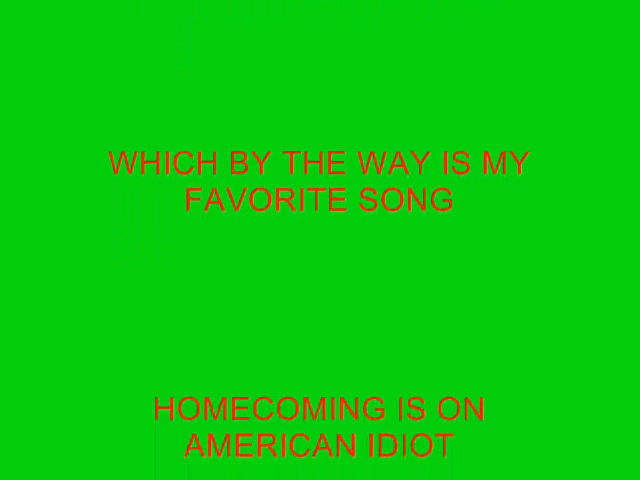 WHICH BY THE WAY IS MY
FAVORITE SONG
HOMECOMING IS ON
AMERICAN IDIOT